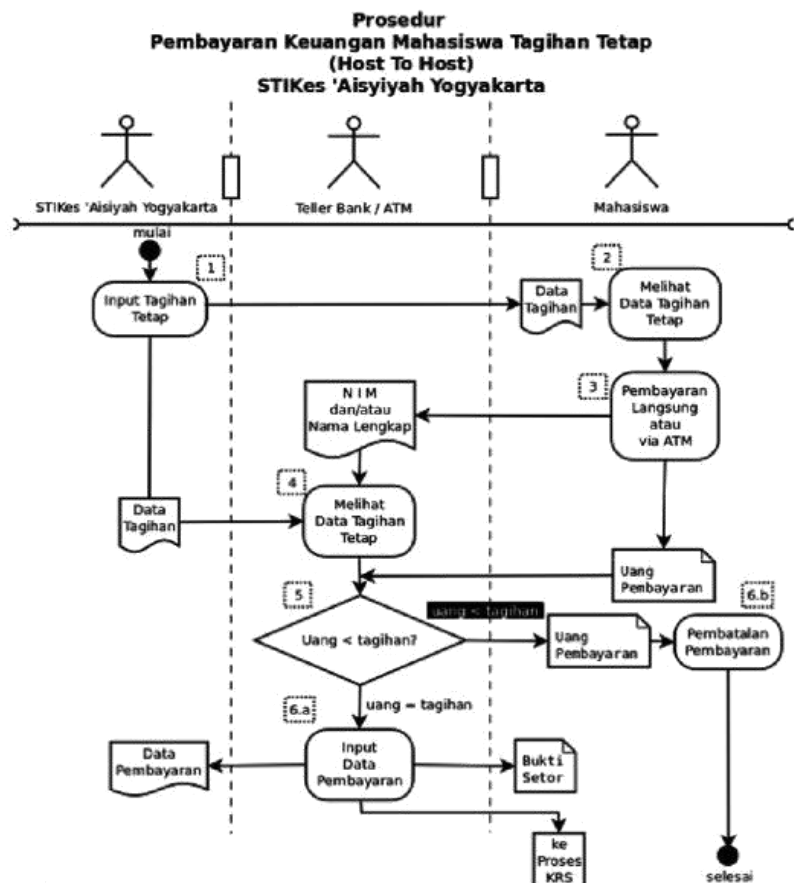 Prosedur
Pembayaran Keuangan Mahasiswa Tagihan Tetap
(Host To Host)
STIKes 'Aisyiyah Yogyakarta
STIKes 'Aisiyah Yogyakarta
Teller Bank / ATM
Mahasiswa
mulai
1
Input Tagihan
Tetap
Data
Tagihan
2
Melihat
Data Tagihan
Tetap
3
Pembayaran
Langsung
atau
via ATM
N I M
dan/atau
Nama Lengkap
4
Melihat
Data Tagihan
Tetap
Data
Tagihan
Uang
Pembayaran
5
Uang < tagihan?
uang < tagihan
Uang
Pembayaran
6.b
Pembatalan
Pembayaran
uang = tagihan
6.a
Input
Data
Pembayaran
Data
Pembayaran
Bukti
Setor
ke
Proses
KRS
selesai